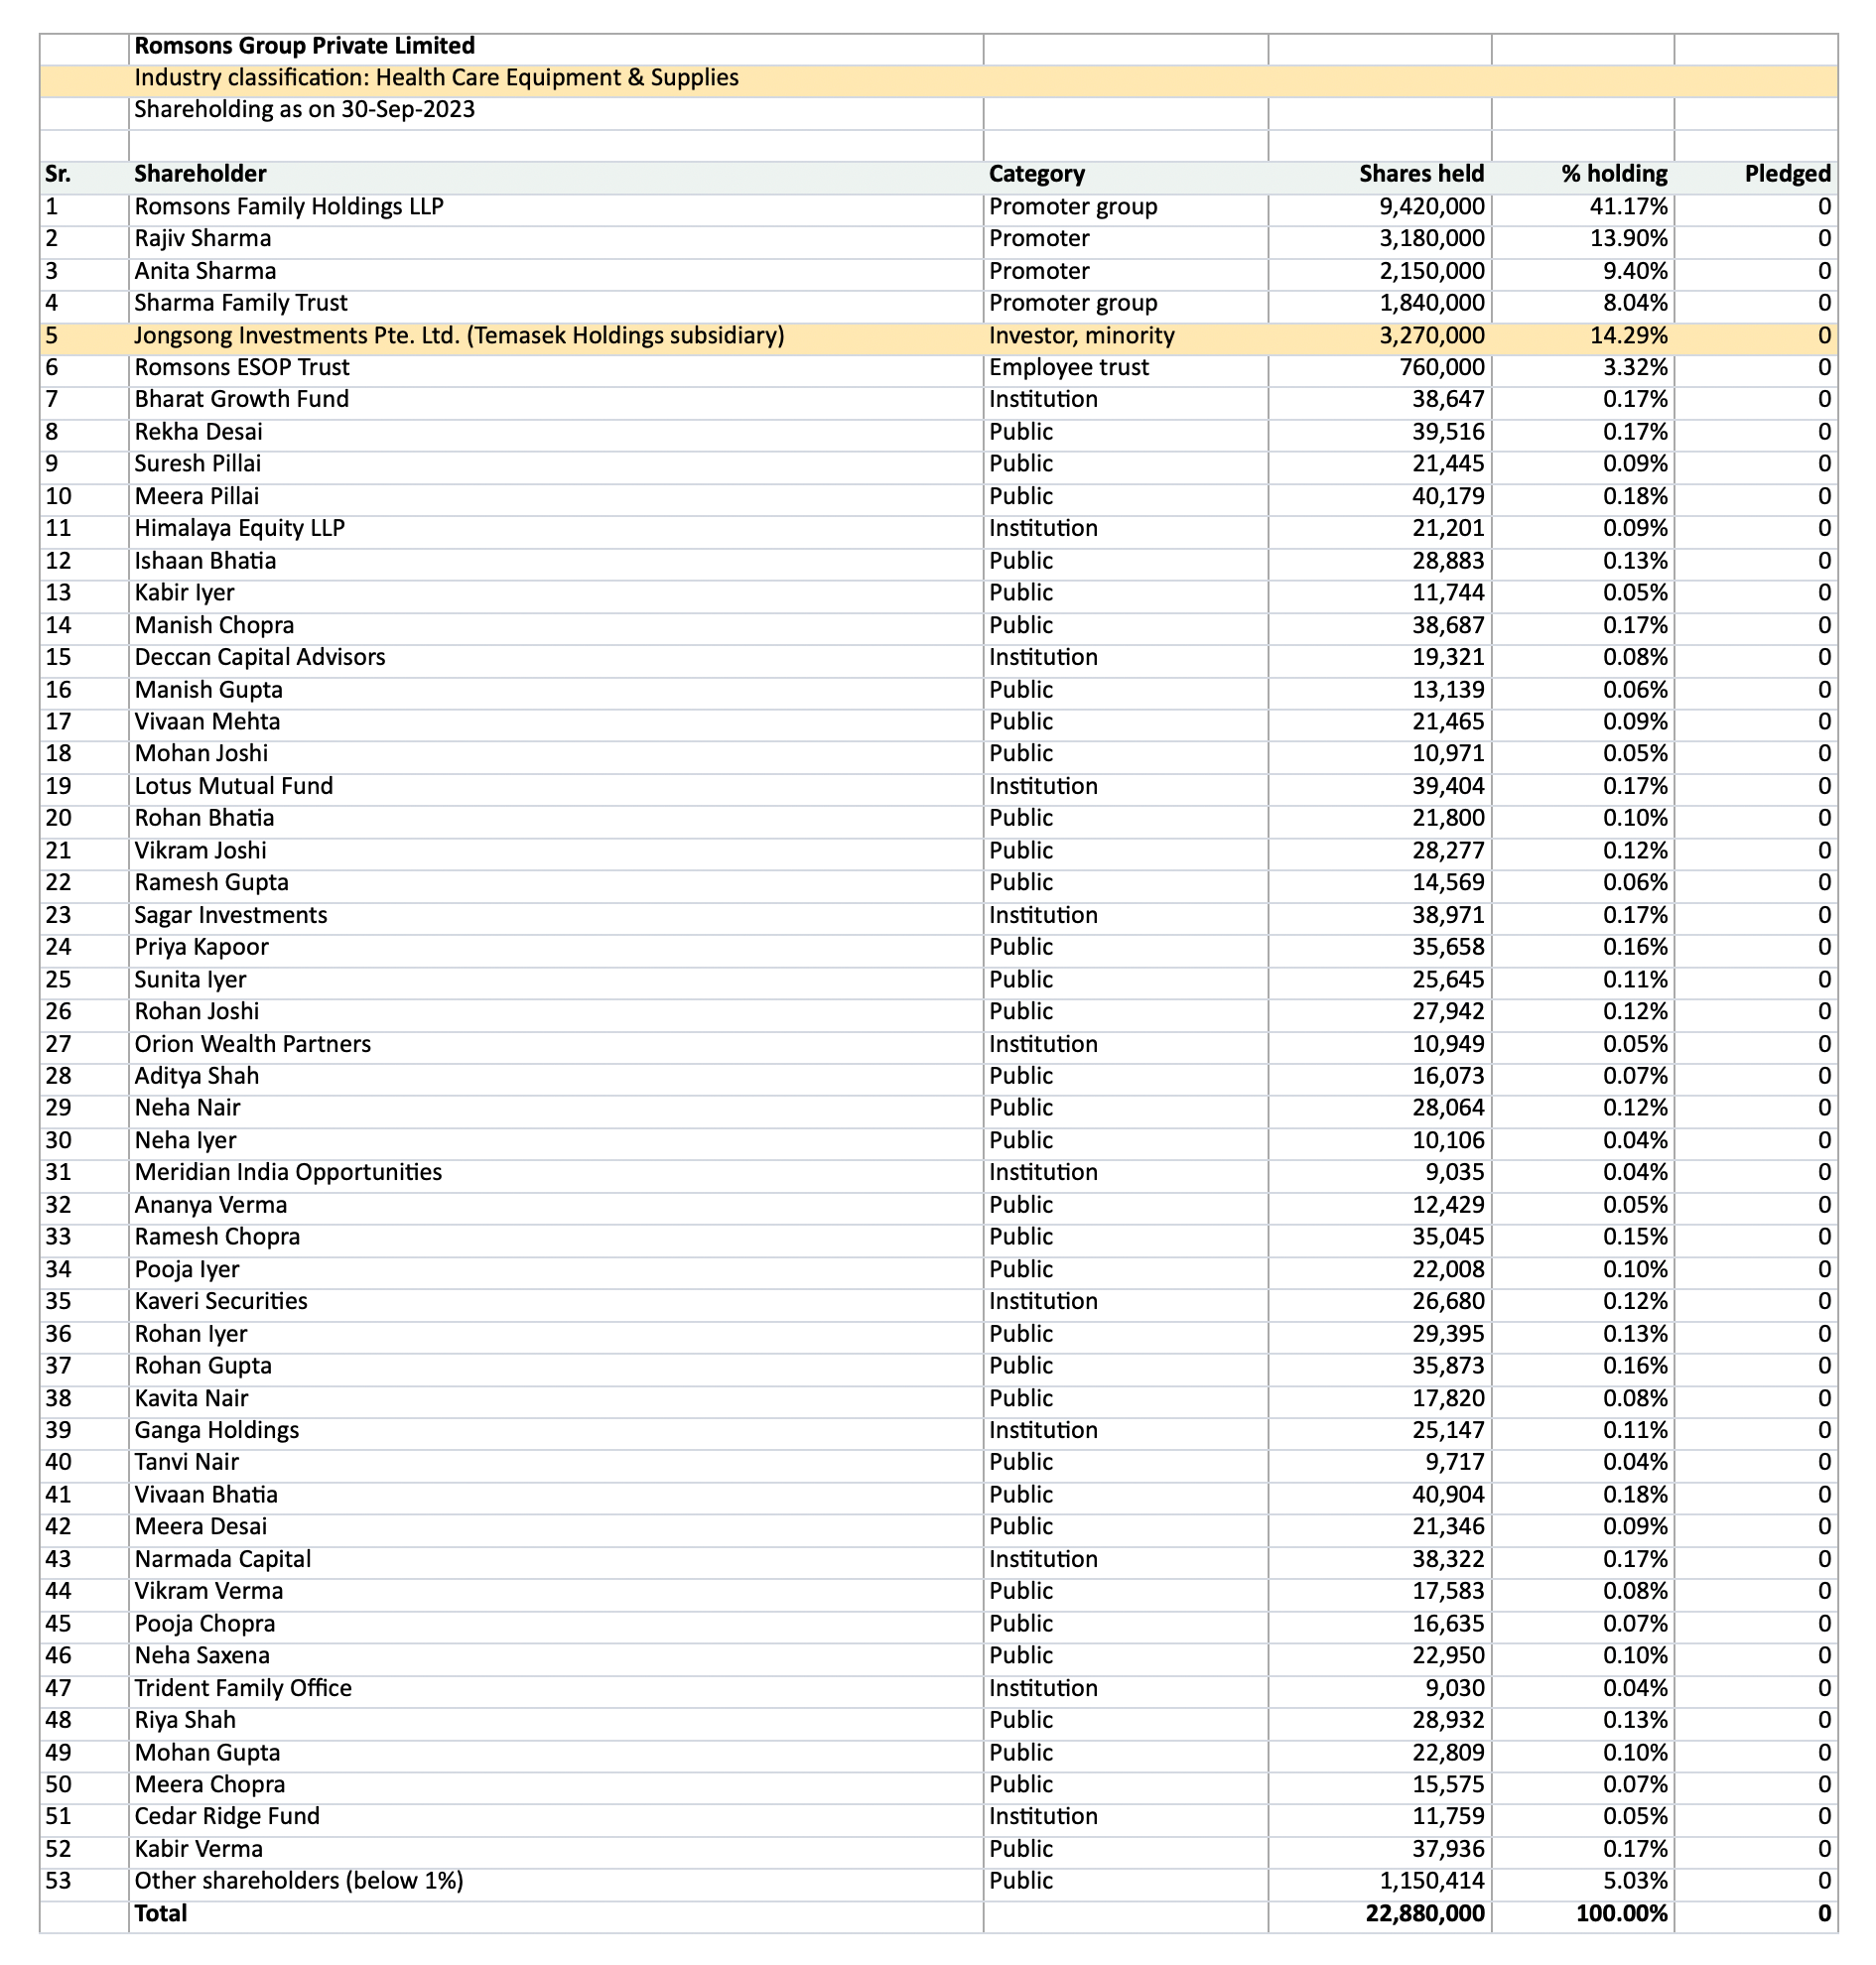 Romsons Group Private Limited
Industry classification: Health Care Equipment & Supplies
Shareholding as on 30-Sep-2023
Sr. Shareholder Category Shares held % holding Pledged
1 Romsons Family Holdings LLP Promoter group 9,420,000 41.17% 0
2 Rajiv Sharma Promoter 3,180,000 13.90% 0
3 Anita Sharma Promoter 2,150,000 9.40% 0
4 Sharma Family Trust Promoter group 1,840,000 8.04% 0
5 Jongsong Investments Pte. Ltd. (Temasek Holdings subsidiary) Investor, minority 3,270,000 14.29% 0
6 Romsons ESOP Trust Employee trust 760,000 3.32% 0
7 Bharat Growth Fund Institution 38,647 0.17% 0
8 Rekha Desai Public 39,516 0.17% 0
9 Suresh Pillai Public 21,445 0.09% 0
10 Meera Pillai Public 40,179 0.18% 0
11 Himalaya Equity LLP Institution 21,201 0.09% 0
12 Ishaan Bhatia Public 28,883 0.13% 0
13 Kabir Iyer Public 11,744 0.05% 0
14 Manish Chopra Public 38,687 0.17% 0
15 Deccan Capital Advisors Institution 19,321 0.08% 0
16 Manish Gupta Public 13,139 0.06% 0
17 Vivaan Mehta Public 21,465 0.09% 0
18 Mohan Joshi Public 10,971 0.05% 0
19 Lotus Mutual Fund Institution 39,404 0.17% 0
20 Rohan Bhatia Public 21,800 0.10% 0
21 Vikram Joshi Public 28,277 0.12% 0
22 Ramesh Gupta Public 14,569 0.06% 0
23 Sagar Investments Institution 38,971 0.17% 0
24 Priya Kapoor Public 35,658 0.16% 0
25 Sunita Iyer Public 25,645 0.11% 0
26 Rohan Joshi Public 27,942 0.12% 0
27 Orion Wealth Partners Institution 10,949 0.05% 0
28 Aditya Shah Public 16,073 0.07% 0
29 Neha Nair Public 28,064 0.12% 0
30 Neha Iyer Public 10,106 0.04% 0
31 Meridian India Opportunities Institution 9,035 0.04% 0
32 Ananya Verma Public 12,429 0.05% 0
33 Ramesh Chopra Public 35,045 0.15% 0
34 Pooja Iyer Public 22,008 0.10% 0
35 Kaveri Securities Institution 26,680 0.12% 0
36 Rohan Iyer Public 29,395 0.13% 0
37 Rohan Gupta Public 35,873 0.16% 0
38 Kavita Nair Public 17,820 0.08% 0
39 Ganga Holdings Institution 25,147 0.11% 0
40 Tanvi Nair Public 9,717 0.04% 0
41 Vivaan Bhatia Public 40,904 0.18% 0
42 Meera Desai Public 21,346 0.09% 0
43 Narmada Capital Institution 38,322 0.17% 0
44 Vikram Verma Public 17,583 0.08% 0
45 Pooja Chopra Public 16,635 0.07% 0
46 Neha Saxena Public 22,950 0.10% 0
47 Trident Family Office Institution 9,030 0.04% 0
48 Riya Shah Public 28,932 0.13% 0
49 Mohan Gupta Public 22,809 0.10% 0
50 Meera Chopra Public 15,575 0.07% 0
51 Cedar Ridge Fund Institution 11,759 0.05% 0
52 Kabir Verma Public 37,936 0.17% 0
53 Other shareholders (below 1%) Public 1,150,414 5.03% 0
Total 22,880,000 100.00% 0